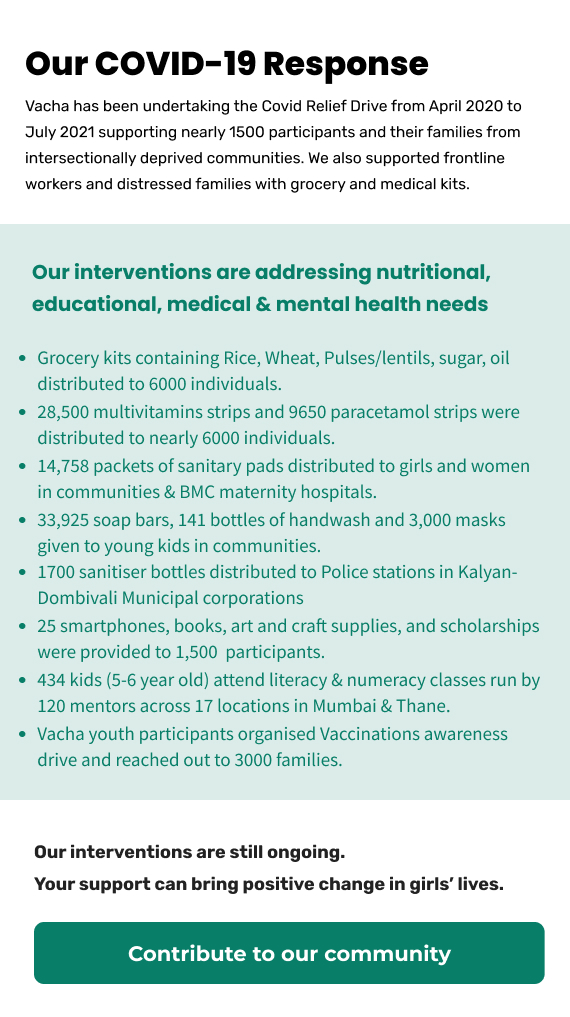 Our COVID-19 Response
Vacha has been undertaking the Covid Relief Drive from April 2020 to
July 2021 supporting nearly 1500 participants and their families from
intersectionally deprived communities. We also supported frontline
workers and distressed families with grocery and medical kits.
Our interventions are addressing nutritional,
educational, medical & mental health needs
• Grocery kits containing Rice, Wheat, Pulses/lentils, sugar, oil
distributed to 6000 individuals.
• 28,500 multivitamins strips and 9650 paracetamol strips were
distributed to nearly 6000 individuals.
• 14,758 packets of sanitary pads distributed to girls and women
in communities & BMC maternity hospitals.
• 33,925 soap bars, 141 bottles of handwash and 3,000 masks
given to young kids in communities.
• 1700 sanitiser bottles distributed to Police stations in Kalyan-
Dombivali Municipal corporations
• 25 smartphones, books, art and craft supplies, and scholarships
were provided to 1,500 participants.
• 434 kids (5-6 year old) attend literacy & numeracy classes run by
120 mentors across 17 locations in Mumbai & Thane.
• Vacha youth participants organised Vaccinations awareness
drive and reached out to 3000 families.
Our interventions are still ongoing.
Your support can bring positive change in girls’ lives.
Contribute to our community